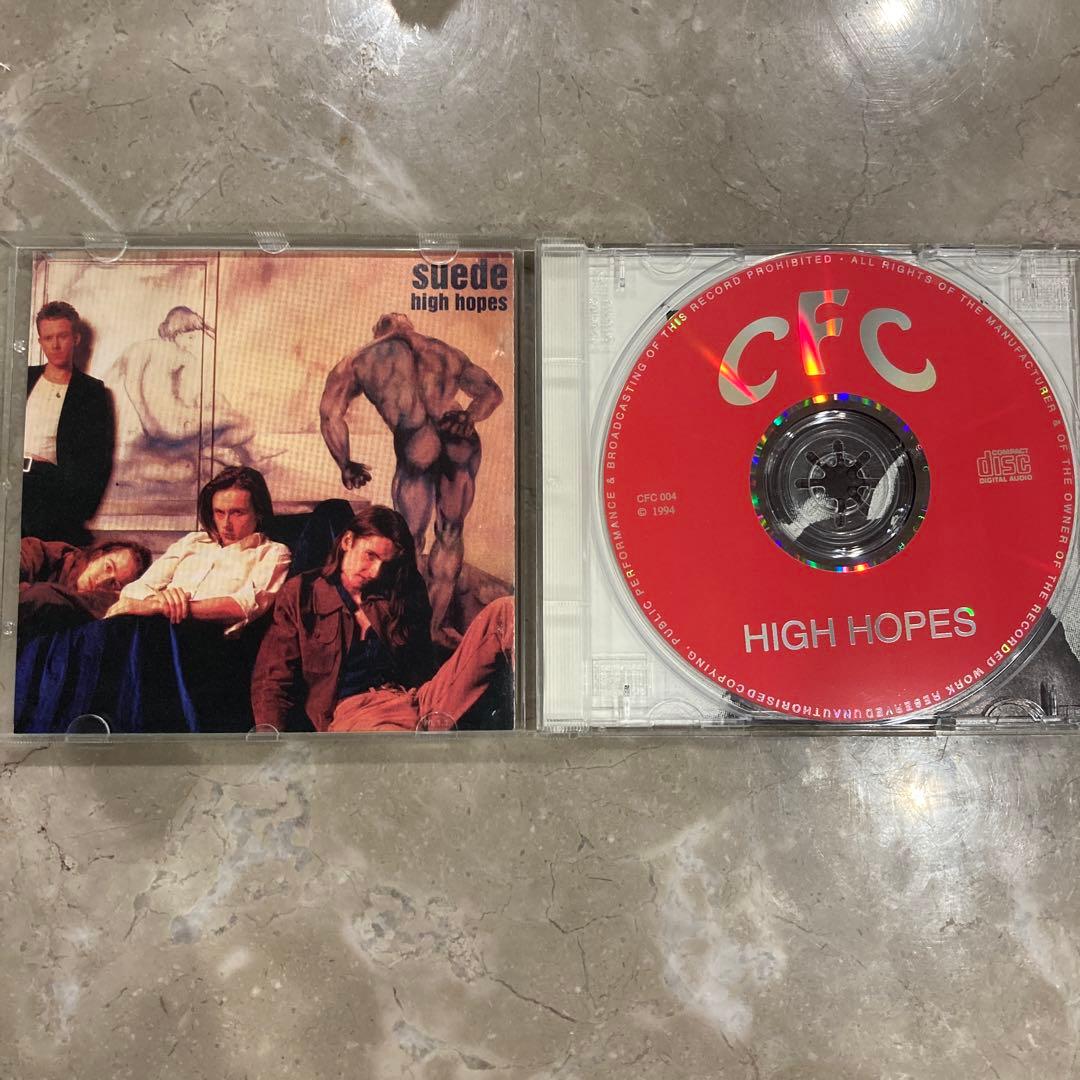 suede
high hopes
CFC
COMPACT
disc
DIGITAL AUDIO
CFC 004
© 1994
HIGH HOPES
ALL RIGHTS OF THE MANUFACTURER & OF THE OWNER OF THE RECORDED WORK RESERVED UNAUTHORISED COPYING, PUBLIC PERFORMANCE & BROADCASTING OF THIS RECORD PROHIBITED ·